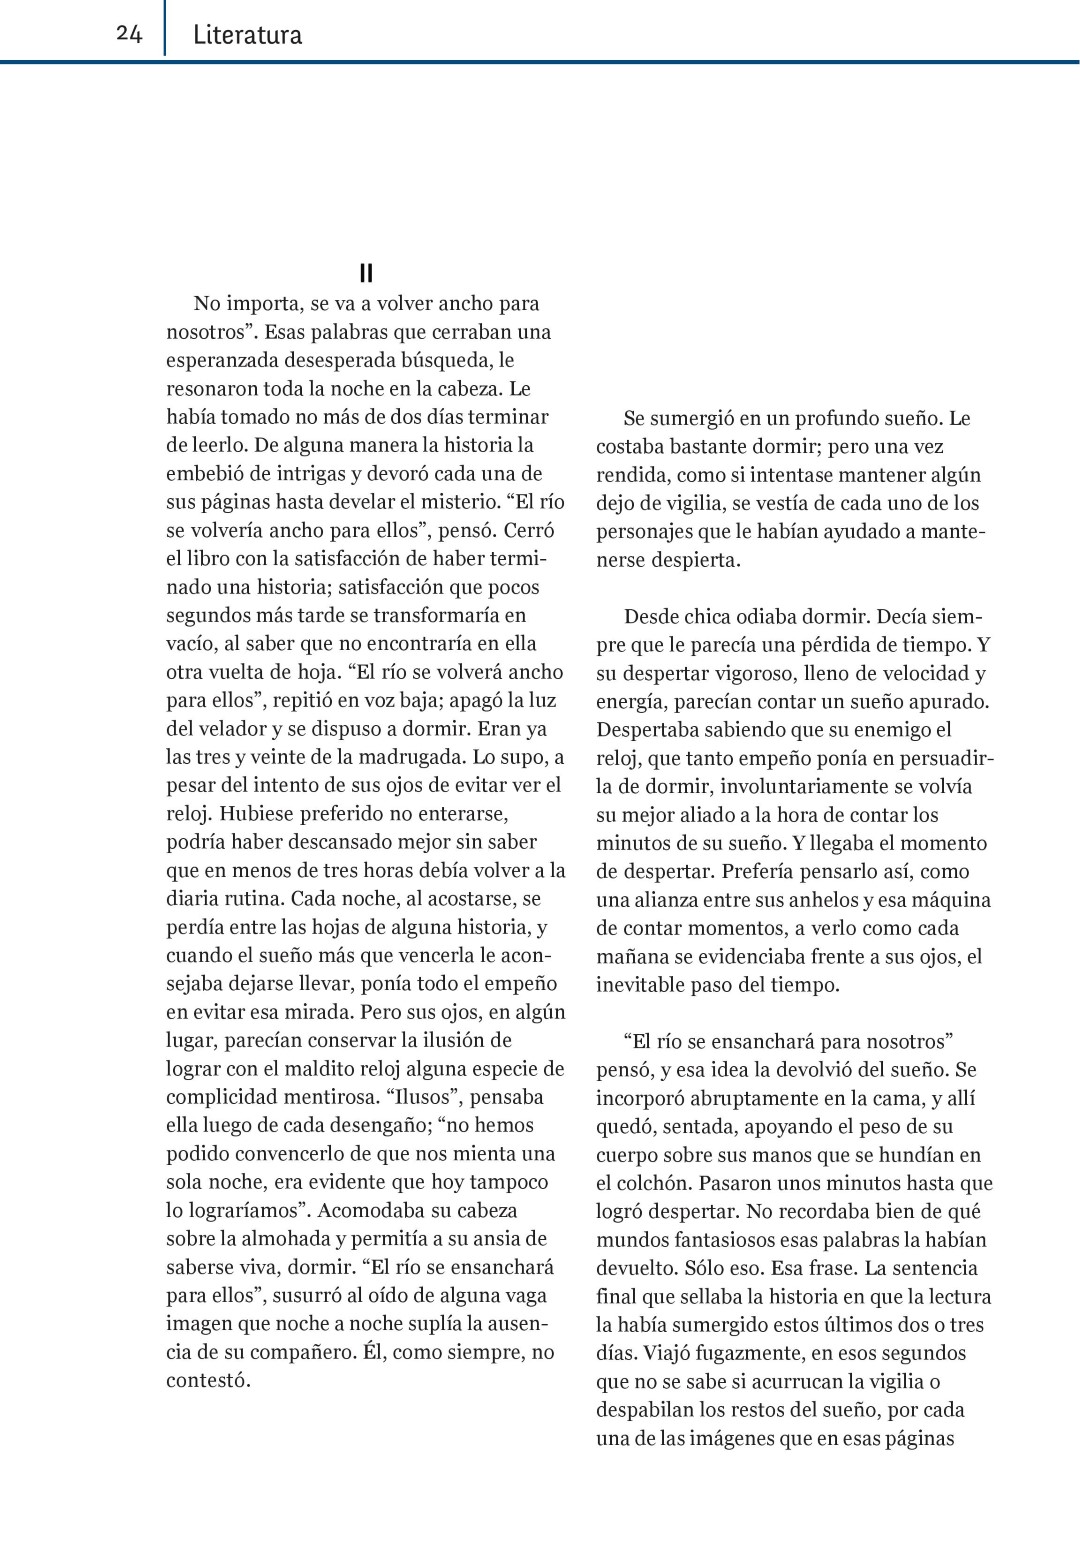 24
Literatura
II
No importa, se va a volver ancho para
nosotros”. Esas palabras que cerraban una
esperanzada desesperada búsqueda, le
resonaron toda la noche en la cabeza. Le
había tomado no más de dos días terminar
de leerlo. De alguna manera la historia la
embebió de intrigas y devoró cada una de
sus páginas hasta develar el misterio. “El río
se volvería ancho para ellos”, pensó. Cerró
el libro con la satisfacción de haber termi-
nado una historia; satisfacción que pocos
segundos más tarde se transformaría en
vacío, al saber que no encontraría en ella
otra vuelta de hoja. “El río se volverá ancho
para ellos”, repitió en voz baja; apagó la luz
del velador y se dispuso a dormir. Eran ya
las tres y veinte de la madrugada. Lo supo, a
pesar del intento de sus ojos de evitar ver el
reloj. Hubiese preferido no enterarse,
podría haber descansado mejor sin saber
que en menos de tres horas debía volver a la
diaria rutina. Cada noche, al acostarse, se
perdía entre las hojas de alguna historia, y
cuando el sueño más que vencerla le acon-
sejaba dejarse llevar, ponía todo el empeño
en evitar esa mirada. Pero sus ojos, en algún
lugar, parecían conservar la ilusión de
lograr con el maldito reloj alguna especie de
complicidad mentirosa. “Ilusos”, pensaba
ella luego de cada desengaño; “no hemos
podido convencerlo de que nos mienta una
sola noche, era evidente que hoy tampoco
lo lograríamos”. Acomodaba su cabeza
sobre la almohada y permitía a su ansia de
saberse viva, dormir. “El río se ensanchará
para ellos”, susurró al oído de alguna vaga
imagen que noche a noche suplía la ausen-
cia de su compañero. Él, como siempre, no
contestó.
Se sumergió en un profundo sueño. Le
costaba bastante dormir; pero una vez
rendida, como si intentase mantener algún
dejo de vigilia, se vestía de cada uno de los
personajes que le habían ayudado a mante-
nerse despierta.
Desde chica odiaba dormir. Decía siem-
pre que le parecía una pérdida de tiempo. Y
su despertar vigoroso, lleno de velocidad y
energía, parecían contar un sueño apurado.
Despertaba sabiendo que su enemigo el
reloj, que tanto empeño ponía en persuadir-
la de dormir, involuntariamente se volvía
su mejor aliado a la hora de contar los
minutos de su sueño. Y llegaba el momento
de despertar. Prefería pensarlo así, como
una alianza entre sus anhelos y esa máquina
de contar momentos, a verlo como cada
mañana se evidenciaba frente a sus ojos, el
inevitable paso del tiempo.
“El río se ensanchará para nosotros”
pensó, y esa idea la devolvió del sueño. Se
incorporó abruptamente en la cama, y allí
quedó, sentada, apoyando el peso de su
cuerpo sobre sus manos que se hundían en
el colchón. Pasaron unos minutos hasta que
logró despertar. No recordaba bien de qué
mundos fantasiosos esas palabras la habían
devuelto. Sólo eso. Esa frase. La sentencia
final que sellaba la historia en que la lectura
la había sumergido estos últimos dos o tres
días. Viajó fugazmente, en esos segundos
que no se sabe si acurrucan la vigilia o
despabilan los restos del sueño, por cada
una de las imágenes que en esas páginas